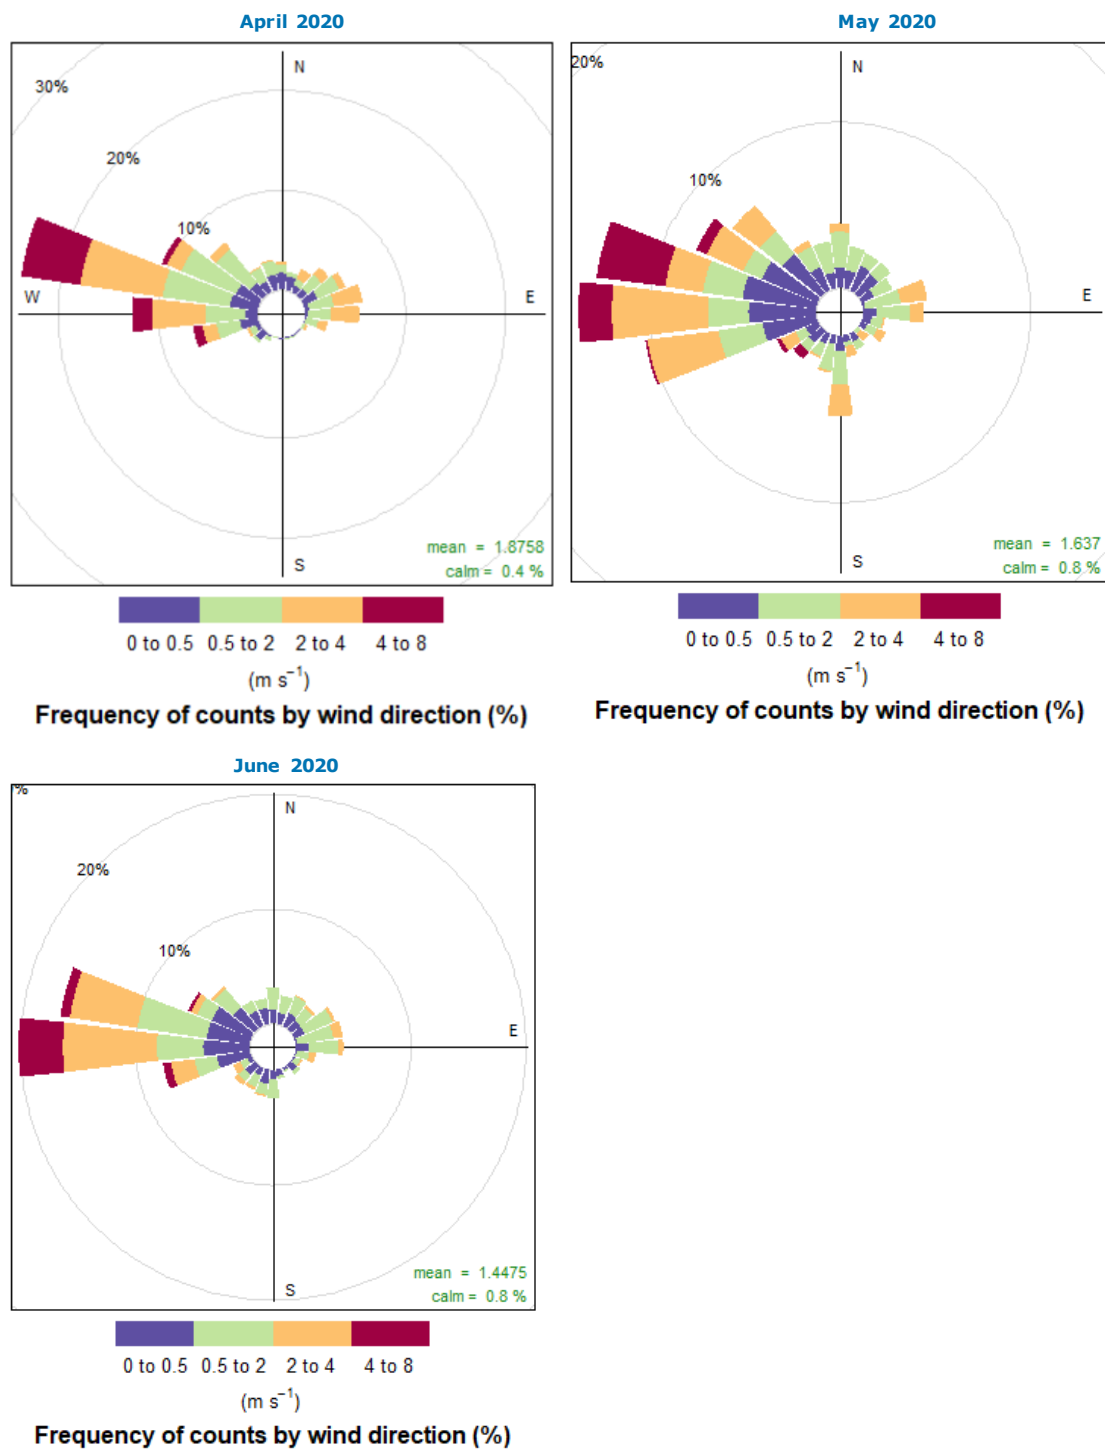 April 2020
N
30%
20%
10%
W
E
S
mean = 1.8758
calm = 0.4 %
0 to 0.5 0.5 to 2 2 to 4 4 to 8
(m s⁻¹)
Frequency of counts by wind direction (%)
May 2020
20%
N
10%
E
S
mean = 1.637
calm = 0.8 %
0 to 0.5 0.5 to 2 2 to 4 4 to 8
(m s⁻¹)
Frequency of counts by wind direction (%)
June 2020
%
N
20%
10%
E
S
mean = 1.4475
calm = 0.8 %
0 to 0.5 0.5 to 2 2 to 4 4 to 8
(m s⁻¹)
Frequency of counts by wind direction (%)